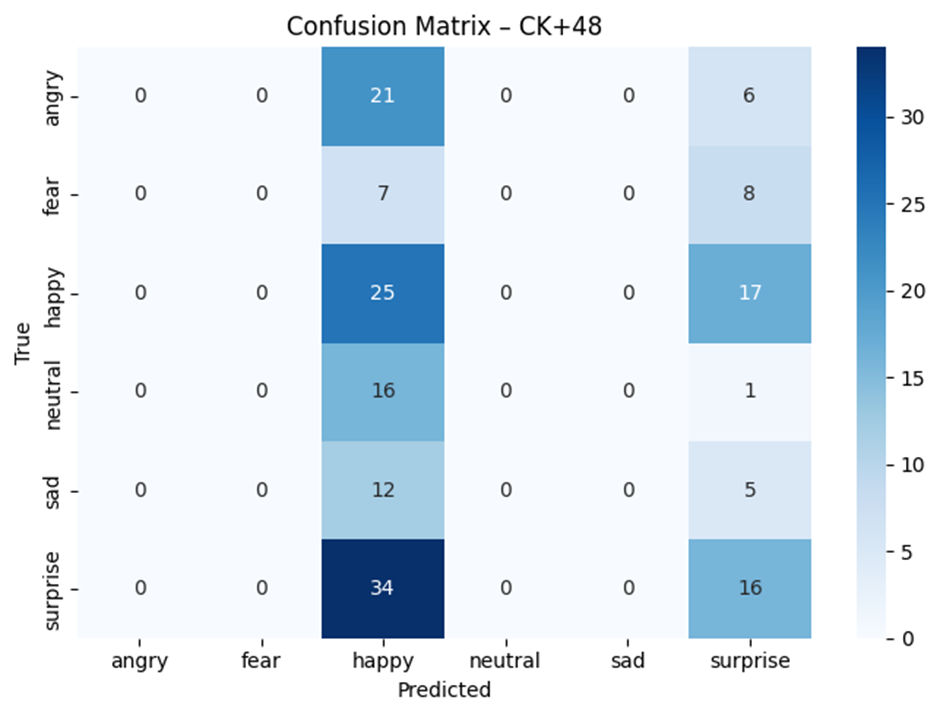 Confusion Matrix – CK+48
True
angry 0 0 21 0 0 6
fear 0 0 7 0 0 8
happy 0 0 25 0 0 17
neutral 0 0 16 0 0 1
sad 0 0 12 0 0 5
surprise 0 0 34 0 0 16
angry fear happy neutral sad surprise
Predicted
30
25
20
15
10
5
0